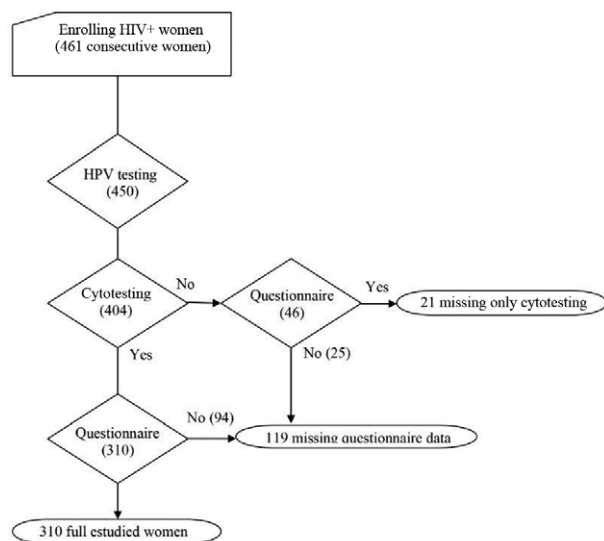 Enrolling HIV+ women
(461 consecutive women)
HPV testing
(450)
Cytotesting
(404)
No
Questionnaire
(46)
Yes
21 missing only cytotesting
Yes
No (25)
Questionnaire
(310)
No (94)
119 missing questionnaire data
310 full estudied women